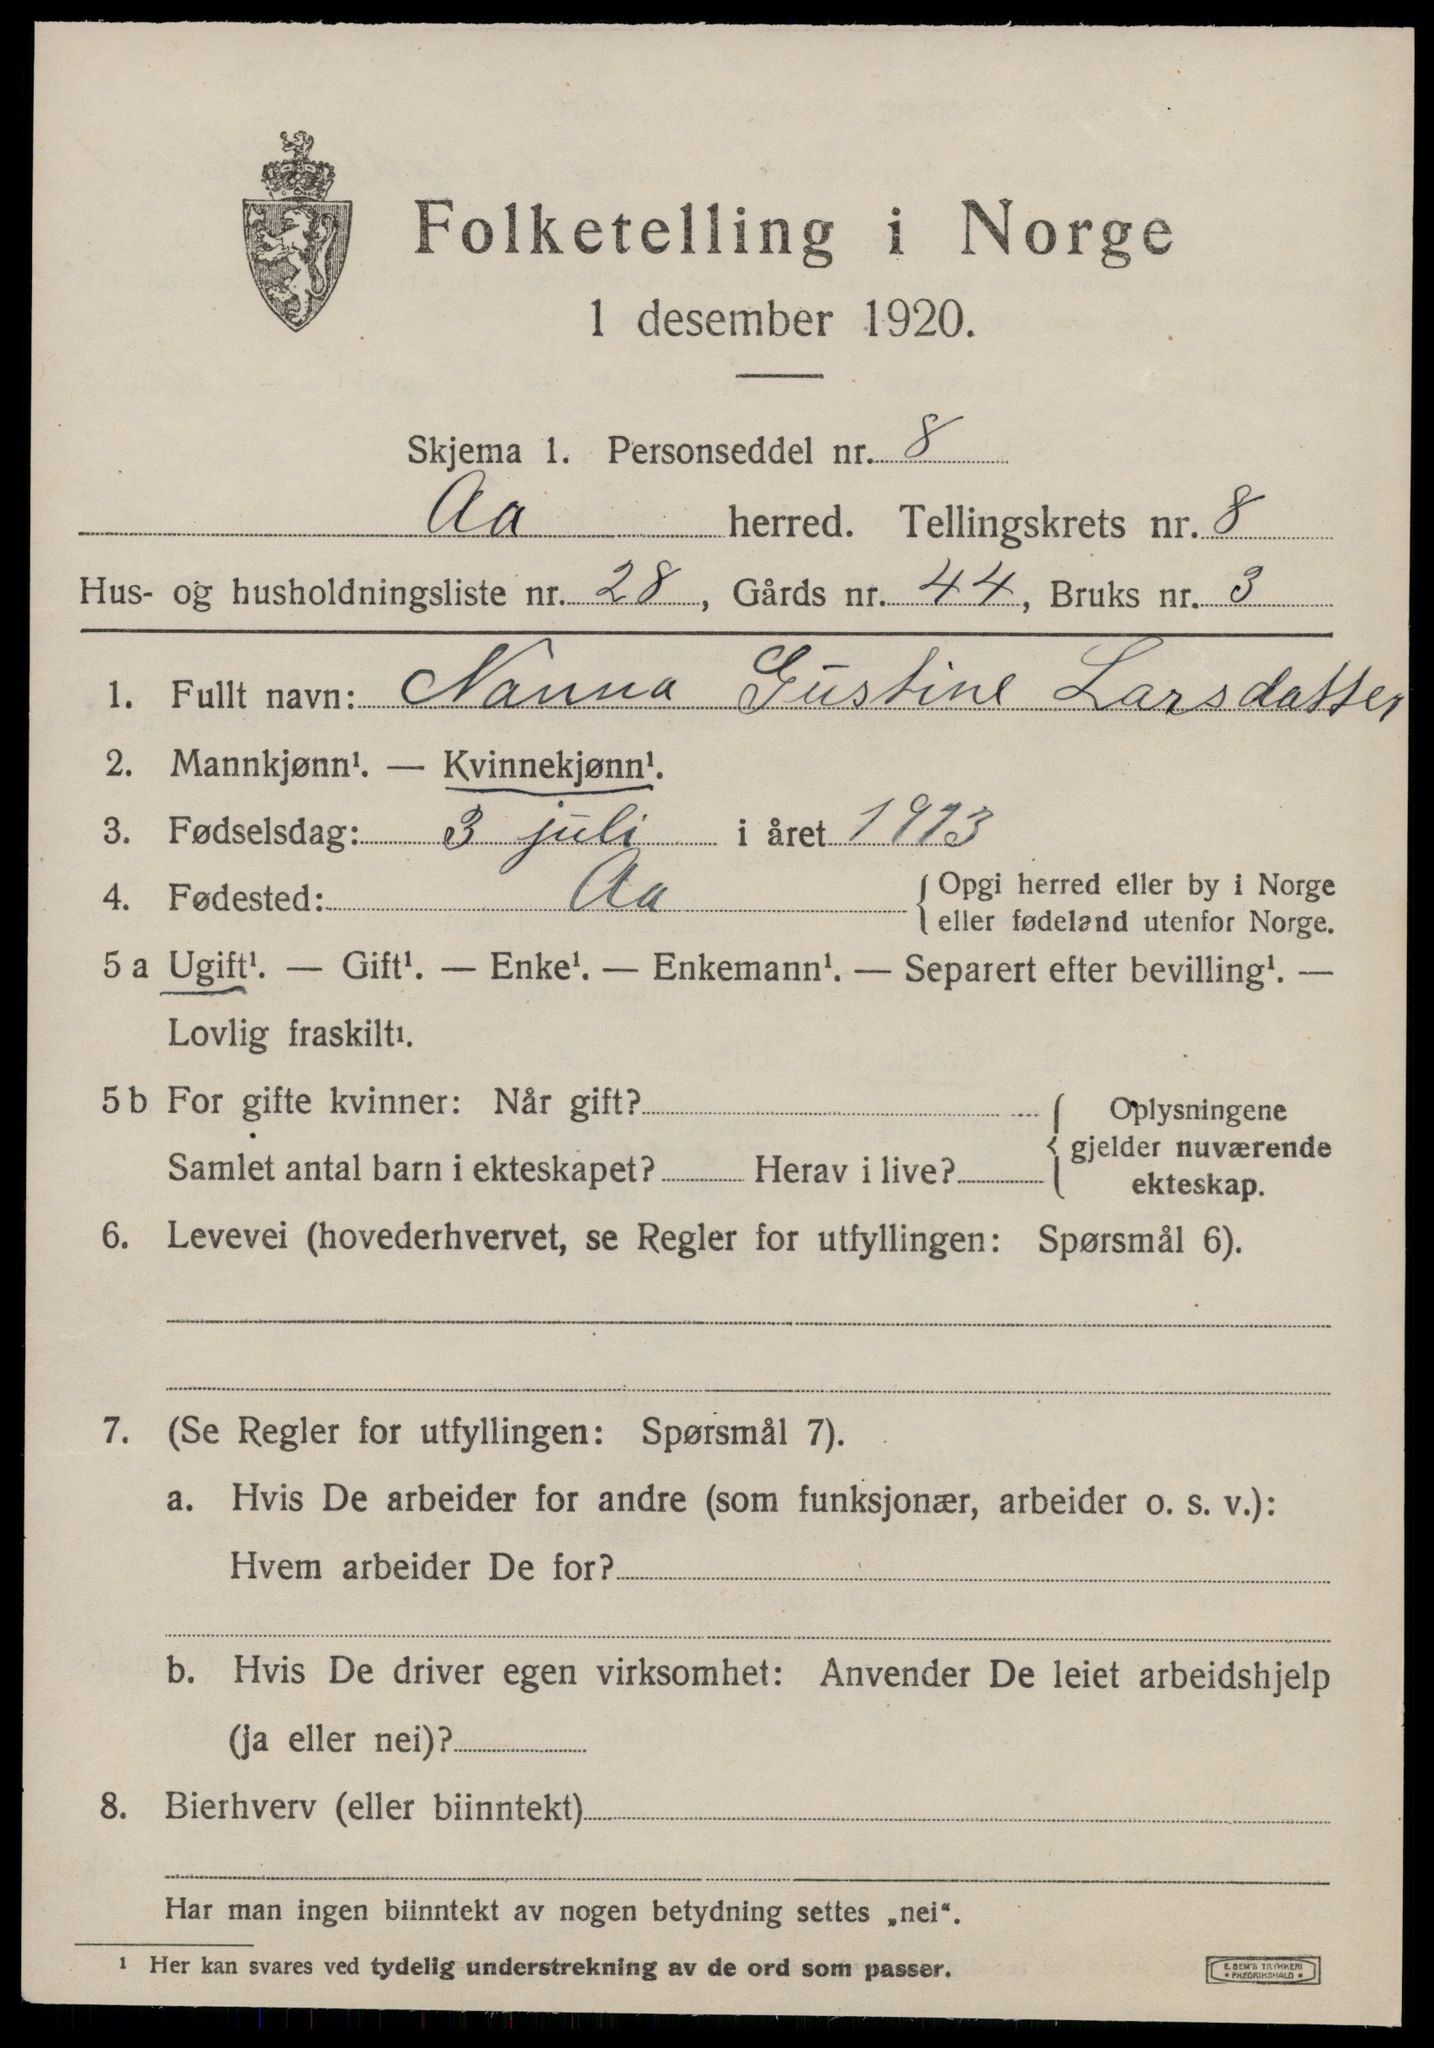 Folketelling i Norge
1 desember 1920.
Skjema 1. Personseddel nr. 8
Aa herred. Tellingskrets nr. 8
Hus- og husholdningsliste nr. 28, Gårds nr. 44, Bruks nr. 3
1. Fullt navn: Nanna Gustine Larsdatter
2. Mannkjønn¹. — Kvinnekjønn¹.
3. Fødselsdag: 3 juli i året 1913
4. Fødested: Aa { Opgi herred eller by i Norge
eller fødeland utenfor Norge.
5 a Ugift¹. — Gift¹. — Enke¹. — Enkemann¹. — Separert efter bevilling¹. —
Lovlig fraskilt¹.
5 b For gifte kvinner: Når gift? { Oplysningene
gjelder nuværende
Samlet antal barn i ekteskapet? Herav i live?
ekteskap.
6. Levevei (hovederhvervet, se Regler for utfyllingen: Spørsmål 6).
7. (Se Regler for utfyllingen: Spørsmål 7).
a. Hvis De arbeider for andre (som funksjonær, arbeider o. s. v.):
Hvem arbeider De for?
b. Hvis De driver egen virksomhet: Anvender De leiet arbeidshjelp
(ja eller nei)?
8. Bierhverv (eller biinntekt)
Har man ingen biinntekt av nogen betydning settes „nei“.
¹ Her kan svares ved tydelig understrekning av de ord som passer.
E. SEM'S TRYKKERI
• FREDRIKSHALD •